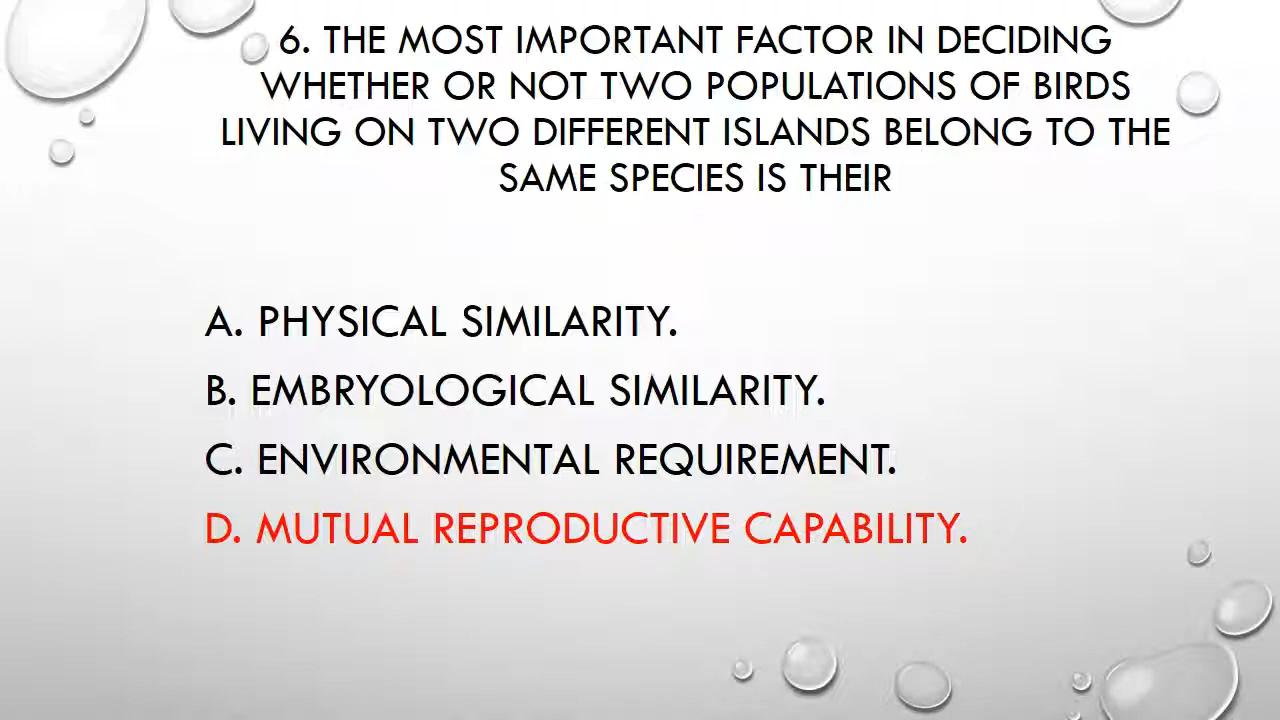 6. THE MOST IMPORTANT FACTOR IN DECIDING
WHETHER OR NOT TWO POPULATIONS OF BIRDS
LIVING ON TWO DIFFERENT ISLANDS BELONG TO THE
SAME SPECIES IS THEIR
A. PHYSICAL SIMILARITY.
B. EMBRYOLOGICAL SIMILARITY.
C. ENVIRONMENTAL REQUIREMENT.
D. MUTUAL REPRODUCTIVE CAPABILITY.